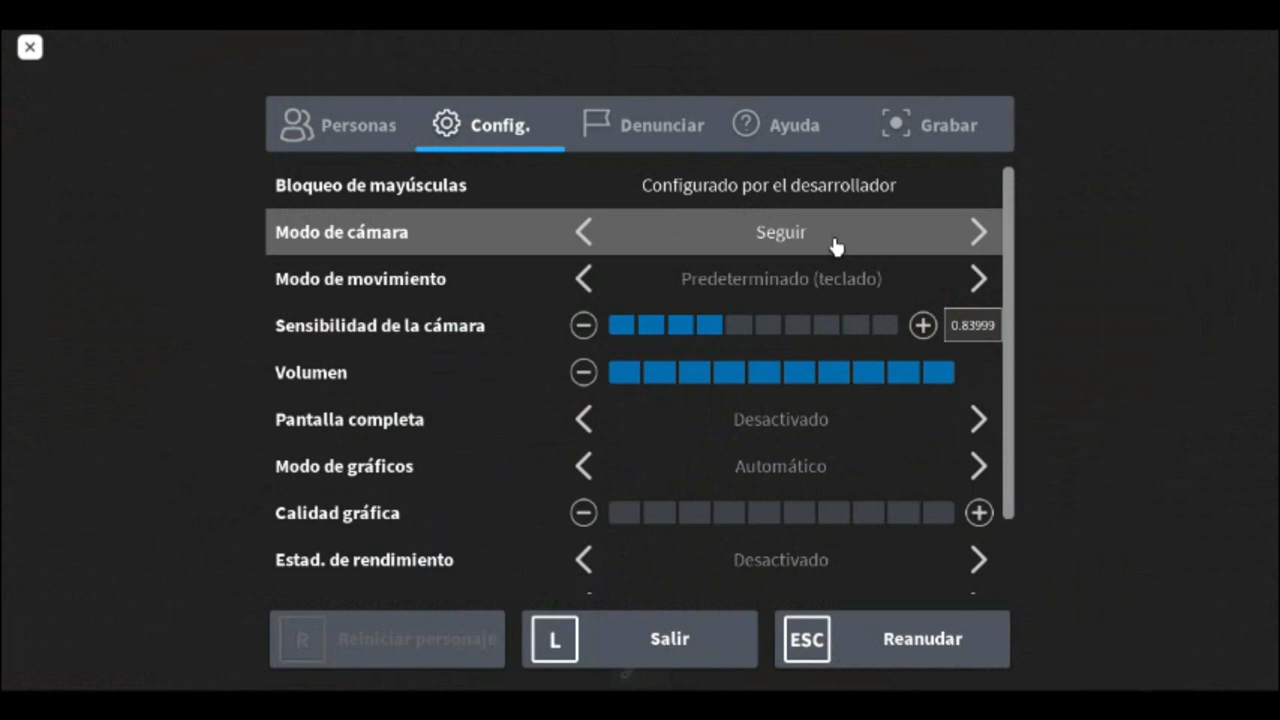 Personas Config. Denunciar Ayuda Grabar
Bloqueo de mayúsculas Configurado por el desarrollador
Modo de cámara Seguir
Modo de movimiento Predeterminado (teclado)
Sensibilidad de la cámara 0.83999
Volumen
Pantalla completa Desactivado
Modo de gráficos Automático
Calidad gráfica
Estad. de rendimiento Desactivado
R Reiniciar personaje L Salir ESC Reanudar